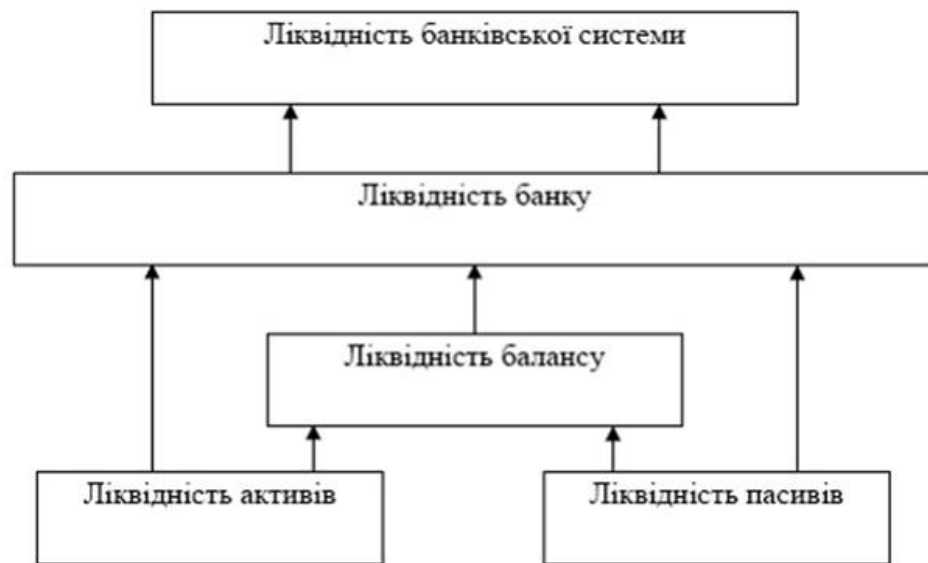 Ліквідність банківської системи
Ліквідність банку
Ліквідність балансу
Ліквідність активів
Ліквідність пасивів